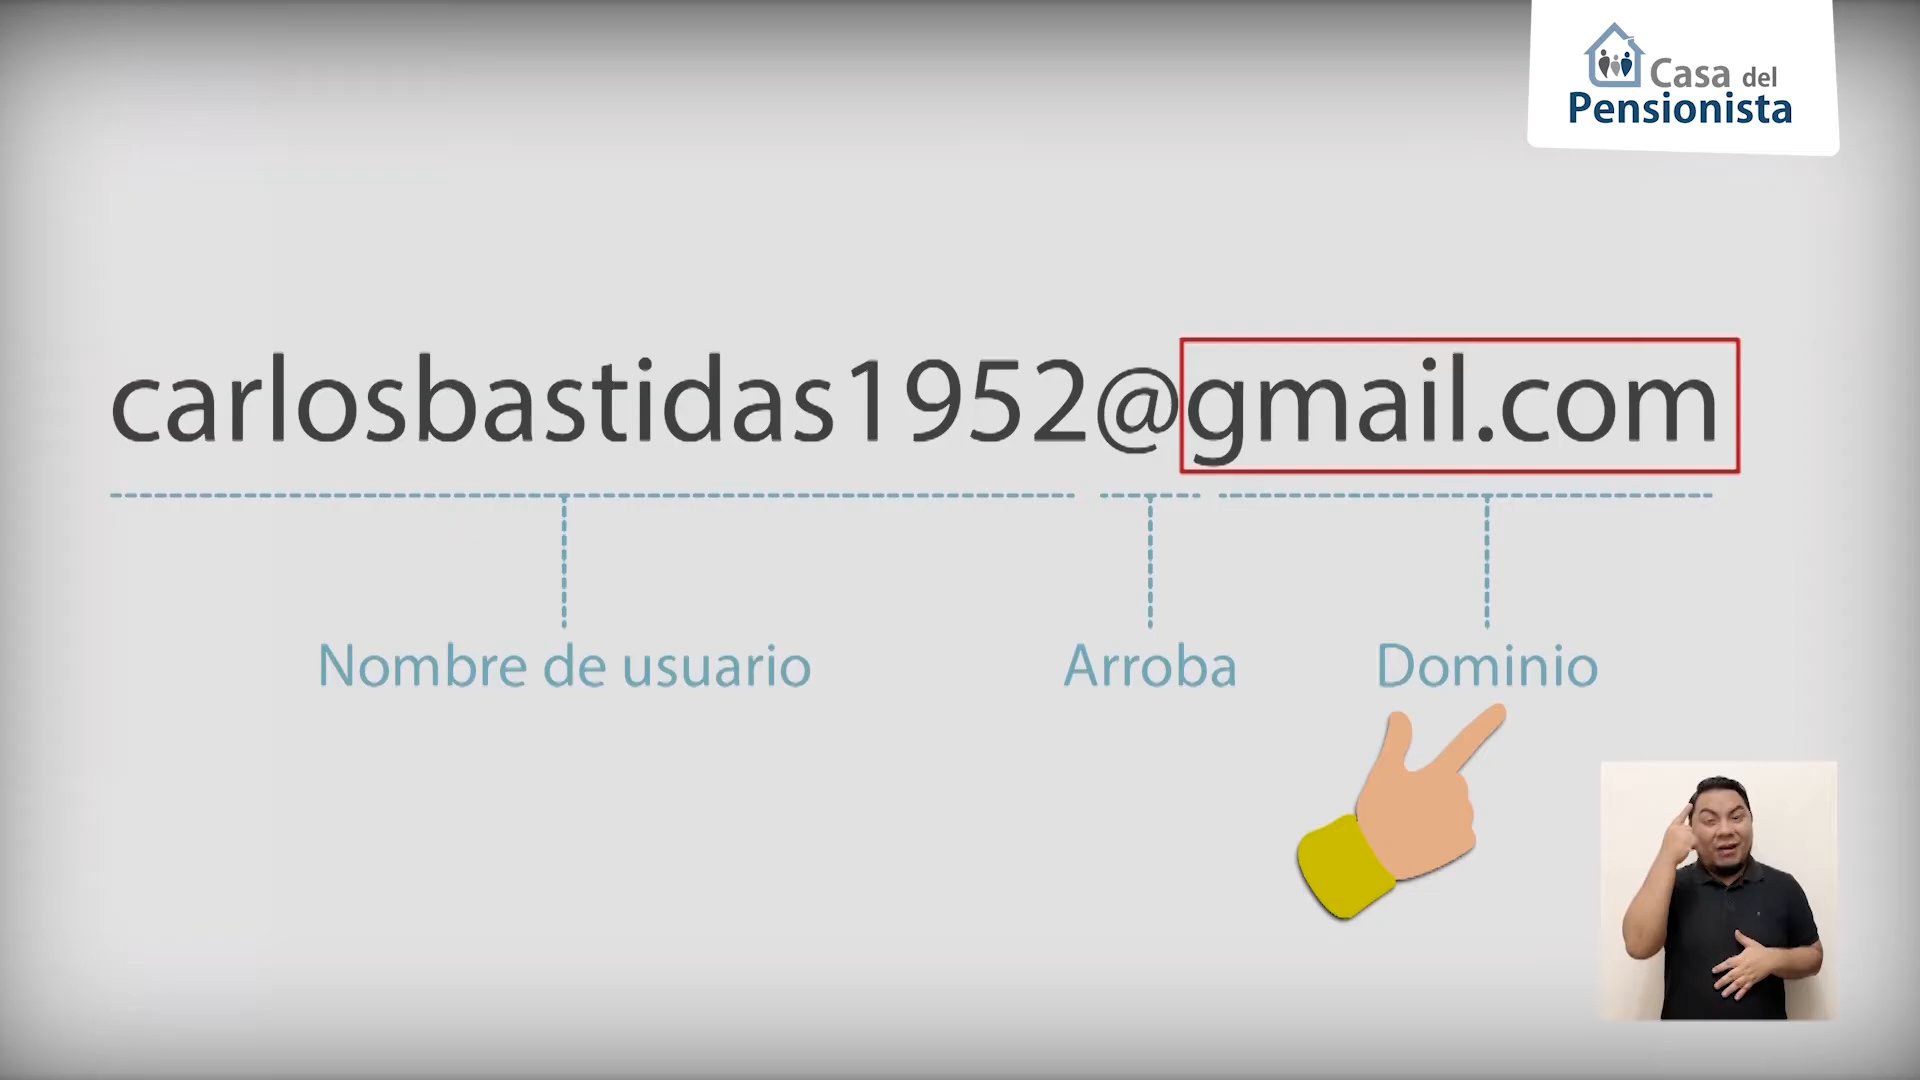 Casa del
Pensionista
carlosbastidas1952@gmail.com
Nombre de usuario
Arroba
Dominio